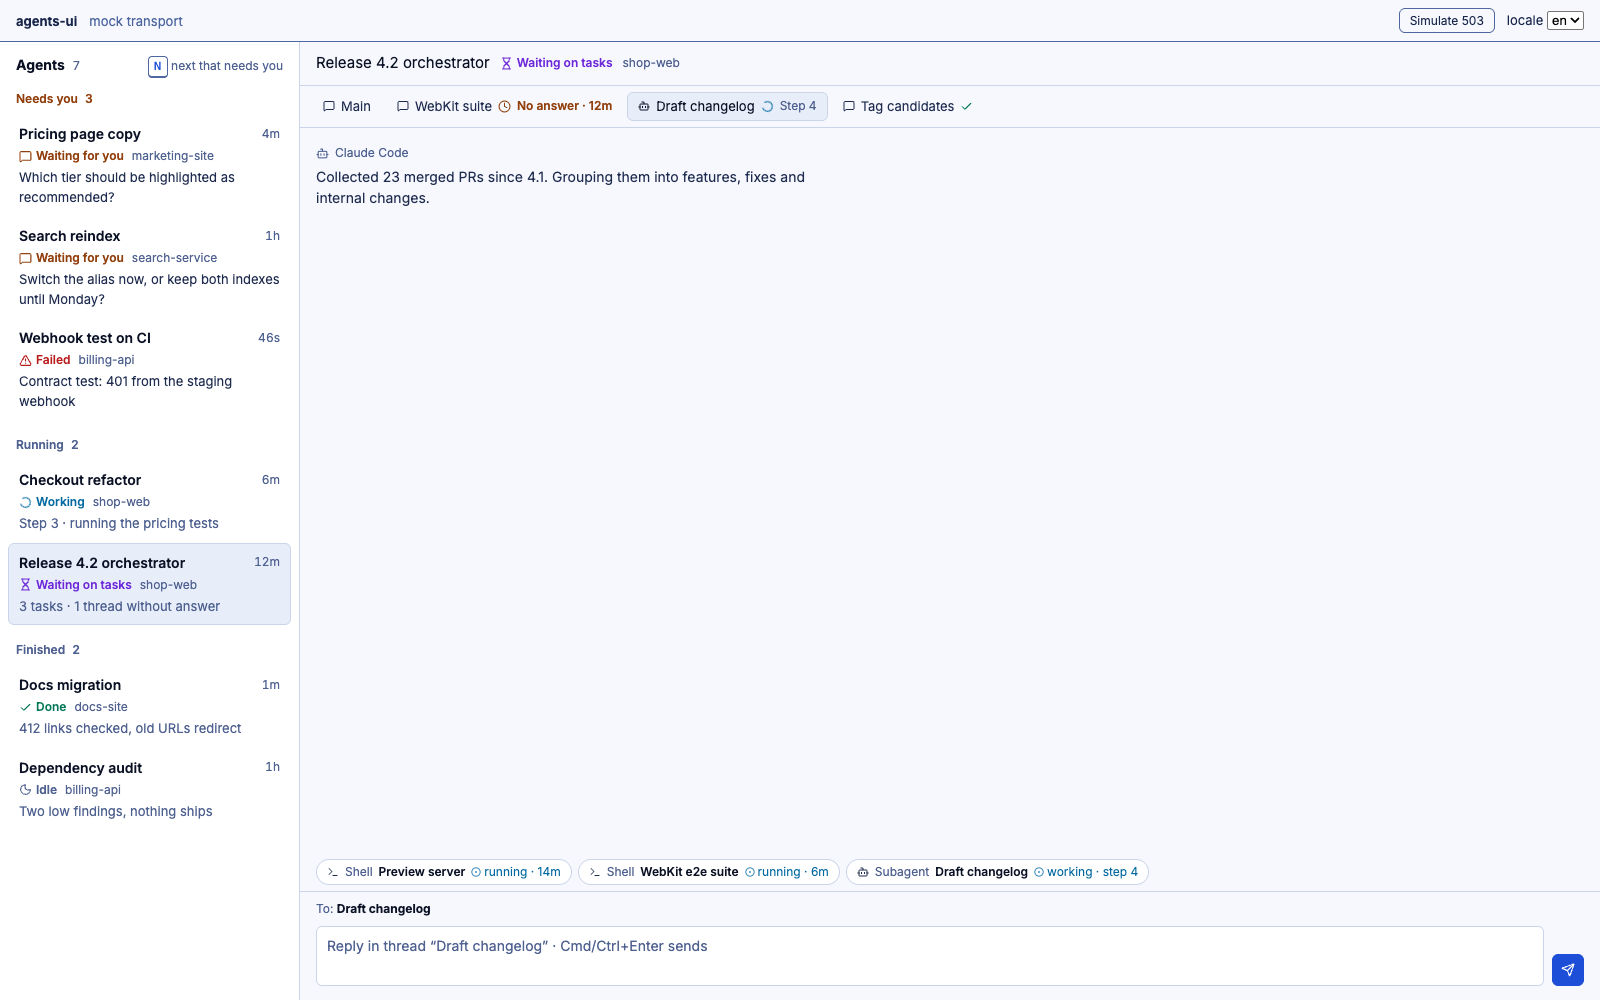 agents-ui mock transport
Simulate 503 locale en
Agents 7 N next that needs you
Needs you 3
Pricing page copy 4m
Waiting for you marketing-site
Which tier should be highlighted as
recommended?
Search reindex 1h
Waiting for you search-service
Switch the alias now, or keep both indexes
until Monday?
Webhook test on CI 46s
Failed billing-api
Contract test: 401 from the staging
webhook
Running 2
Checkout refactor 6m
Working shop-web
Step 3 · running the pricing tests
Release 4.2 orchestrator 12m
Waiting on tasks shop-web
3 tasks · 1 thread without answer
Finished 2
Docs migration 1m
Done docs-site
412 links checked, old URLs redirect
Dependency audit 1h
Idle billing-api
Two low findings, nothing ships
Release 4.2 orchestrator Waiting on tasks shop-web
Main WebKit suite No answer · 12m Draft changelog Step 4 Tag candidates
Claude Code
Collected 23 merged PRs since 4.1. Grouping them into features, fixes and
internal changes.
Shell Preview server running · 14m Shell WebKit e2e suite running · 6m Subagent Draft changelog working · step 4
To: Draft changelog
Reply in thread “Draft changelog” · Cmd/Ctrl+Enter sends